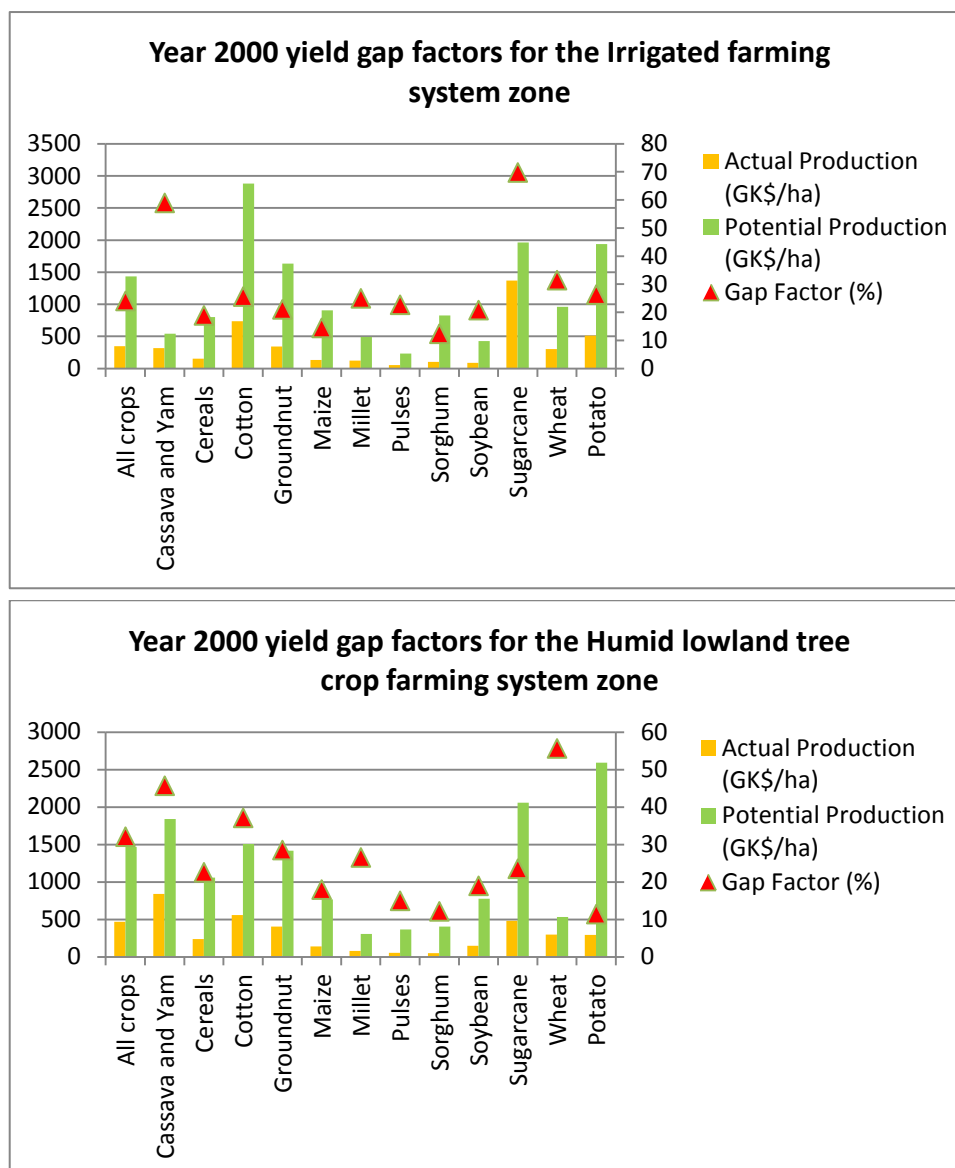 Year 2000 yield gap factors for the Irrigated farming
system zone
3500
3000
2500
2000
1500
1000
500
0
80
70
60
50
40
30
20
10
0
Actual Production
(GK$/ha)
Potential Production
(GK$/ha)
Gap Factor (%)
All crops
Cassava and Yam
Cereals
Cotton
Groundnut
Maize
Millet
Pulses
Sorghum
Soybean
Sugarcane
Wheat
Potato
Year 2000 yield gap factors for the Humid lowland tree
crop farming system zone
3000
2500
2000
1500
1000
500
0
60
50
40
30
20
10
0
Actual Production
(GK$/ha)
Potential Production
(GK$/ha)
Gap Factor (%)
All crops
Cassava and Yam
Cereals
Cotton
Groundnut
Maize
Millet
Pulses
Sorghum
Soybean
Sugarcane
Wheat
Potato